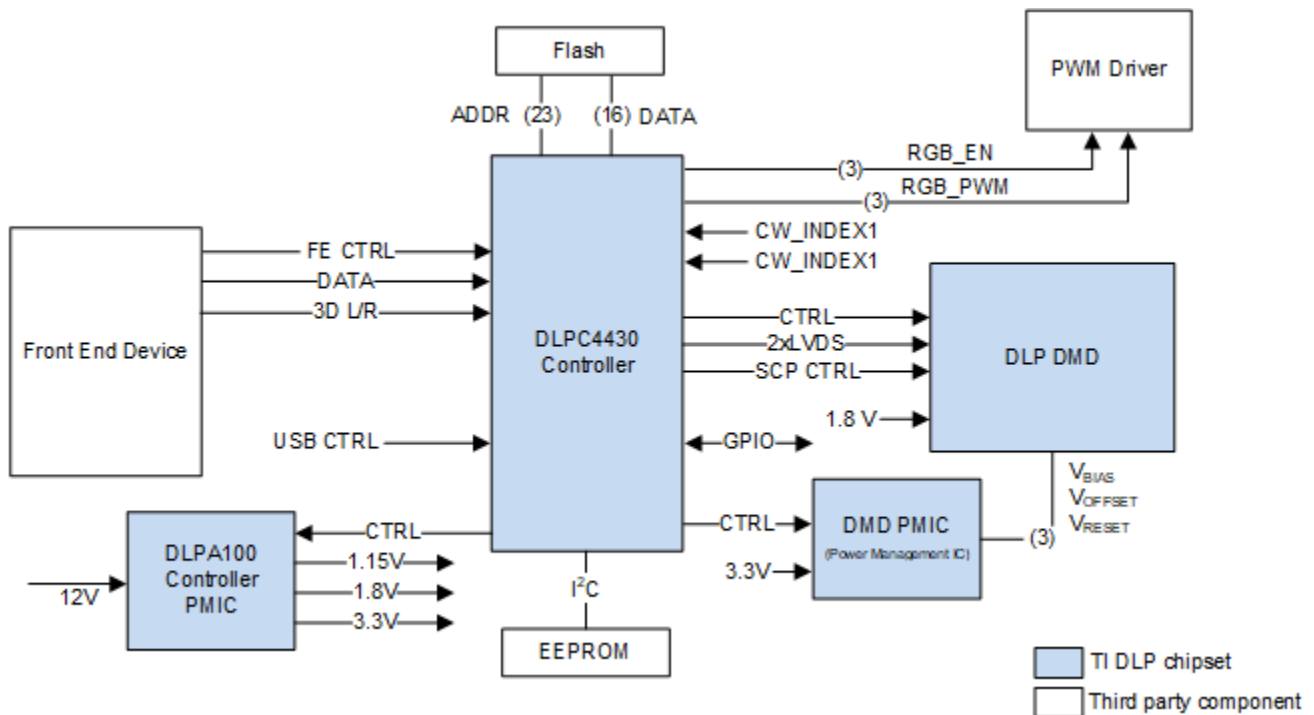 Flash
PWM Driver
ADDR (23) (16) DATA
RGB_EN
(3)
RGB_PWM
(3)
CW_INDEX1
CW_INDEX1
FE CTRL
DATA
3D L/R
Front End Device
DLPC4430
Controller
CTRL
2xLVDS
SCP CTRL
DLP DMD
1.8 V
USB CTRL
GPIO
VBIAS
VOFFSET
VRESET
(3)
CTRL
DMD PMIC
(Power Management IC)
3.3V
CTRL
DLPA100
Controller
PMIC
12V
1.15V
1.8V
3.3V
I²C
EEPROM
TI DLP chipset
Third party component